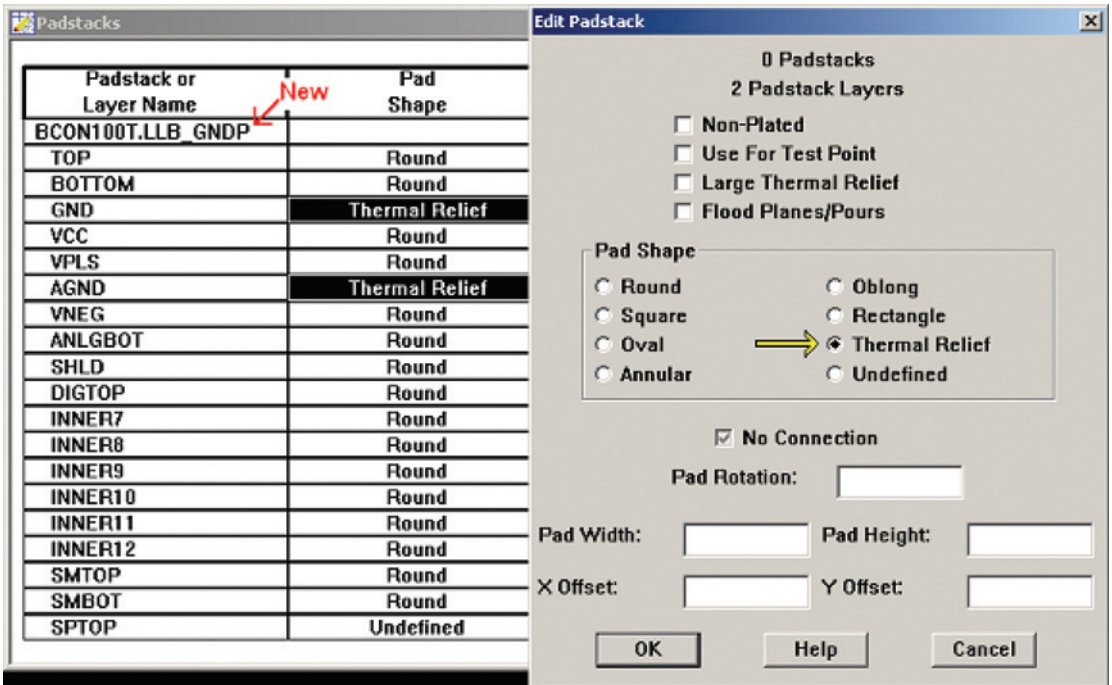 Padstacks
Padstack or Pad
New
Layer Name Shape
BCON100T.LLB_GNDP
TOP Round
BOTTOM Round
GND Thermal Relief
VCC Round
VPLS Round
AGND Thermal Relief
VNEG Round
ANLGBOT Round
SHLD Round
DIGTOP Round
INNER7 Round
INNER8 Round
INNER9 Round
INNER10 Round
INNER11 Round
INNER12 Round
SMTOP Round
SMBOT Round
SPTOP Undefined
Edit Padstack
0 Padstacks
2 Padstack Layers
Non-Plated
Use For Test Point
Large Thermal Relief
Flood Planes/Pours
Pad Shape
Round Oblong
Square Rectangle
Oval Thermal Relief
Annular Undefined
No Connection
Pad Rotation:
Pad Width: Pad Height:
X Offset: Y Offset:
OK Help Cancel